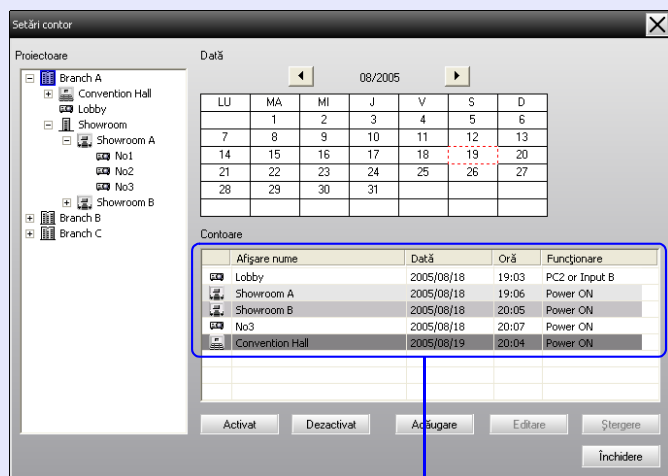 Setări contor
Proiectoare
Branch A
Convention Hall
Lobby
Showroom
Showroom A
No1
No2
No3
Showroom B
Branch B
Branch C
Dată
08/2005
LU MA MI J V S D
1 2 3 4 5 6
7 8 9 10 11 12 13
14 15 16 17 18 19 20
21 22 23 24 25 26 27
28 29 30 31
Contoare
Afişare nume Dată Oră Funcţionare
Lobby 2005/08/18 19:03 PC2 or Input B
Showroom A 2005/08/18 19:06 Power ON
Showroom B 2005/08/18 20:05 Power ON
No3 2005/08/18 20:07 Power ON
Convention Hall 2005/08/19 20:04 Power ON
Activat Dezactivat Adăugare Editare Ştergere
Închidere